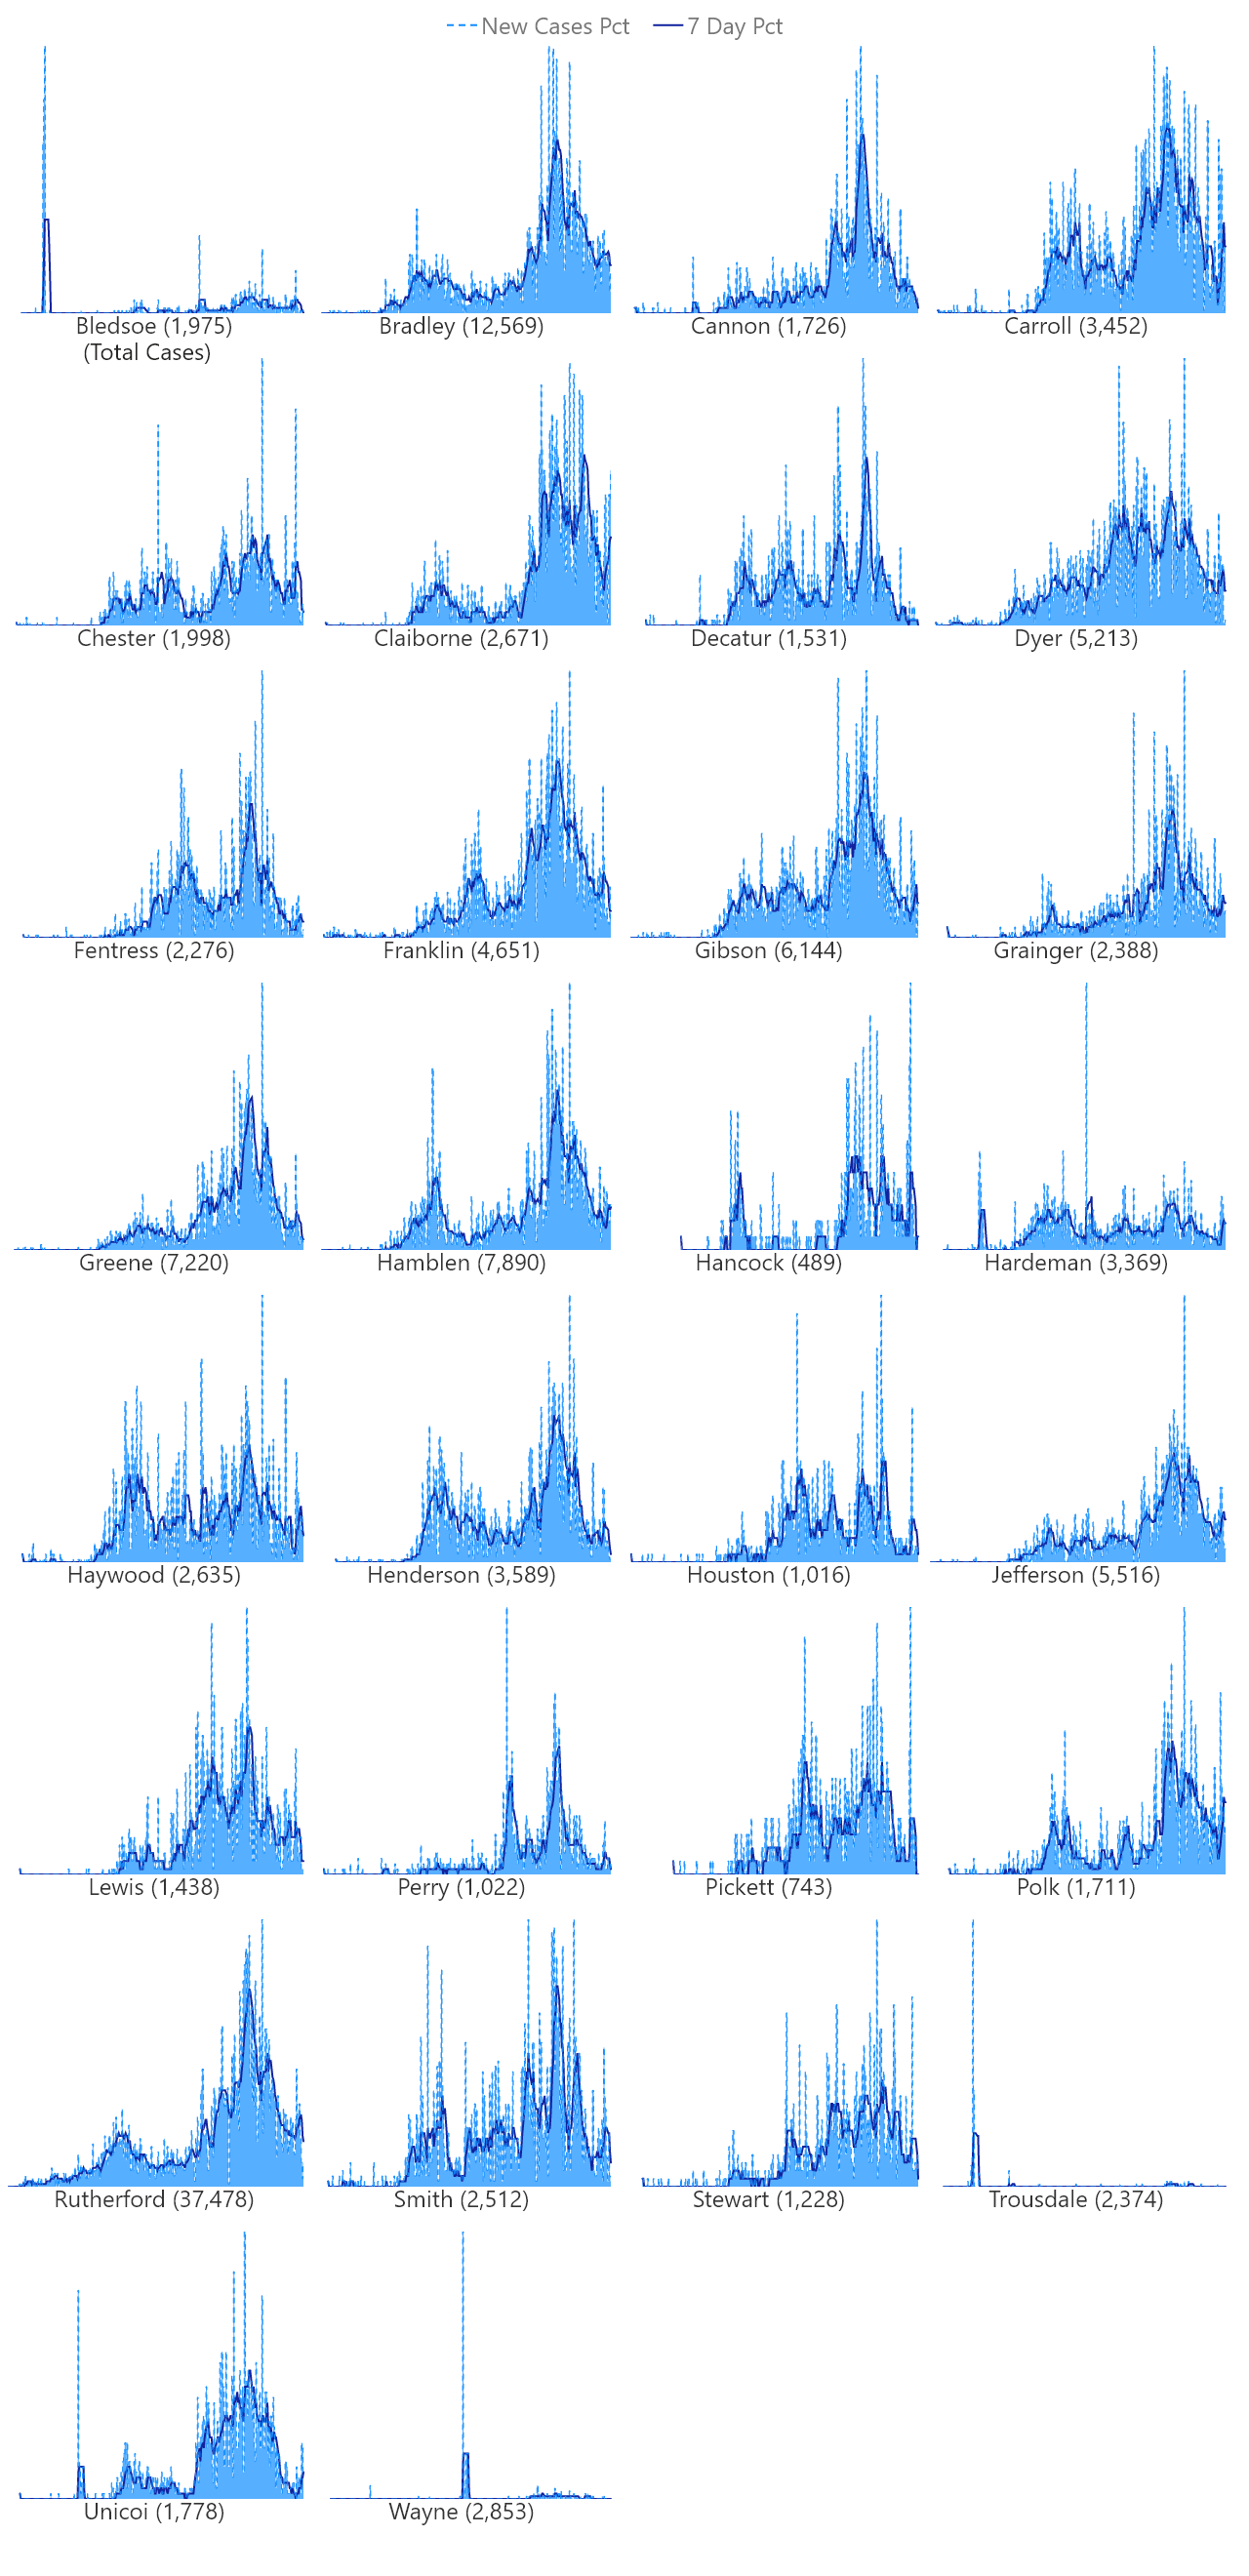 New Cases Pct 7 Day Pct
Bledsoe (1,975) Bradley (12,569) Cannon (1,726) Carroll (3,452)
(Total Cases)
Chester (1,998) Claiborne (2,671) Decatur (1,531) Dyer (5,213)
Fentress (2,276) Franklin (4,651) Gibson (6,144) Grainger (2,388)
Greene (7,220) Hamblen (7,890) Hancock (489) Hardeman (3,369)
Haywood (2,635) Henderson (3,589) Houston (1,016) Jefferson (5,516)
Lewis (1,438) Perry (1,022) Pickett (743) Polk (1,711)
Rutherford (37,478) Smith (2,512) Stewart (1,228) Trousdale (2,374)
Unicoi (1,778) Wayne (2,853)